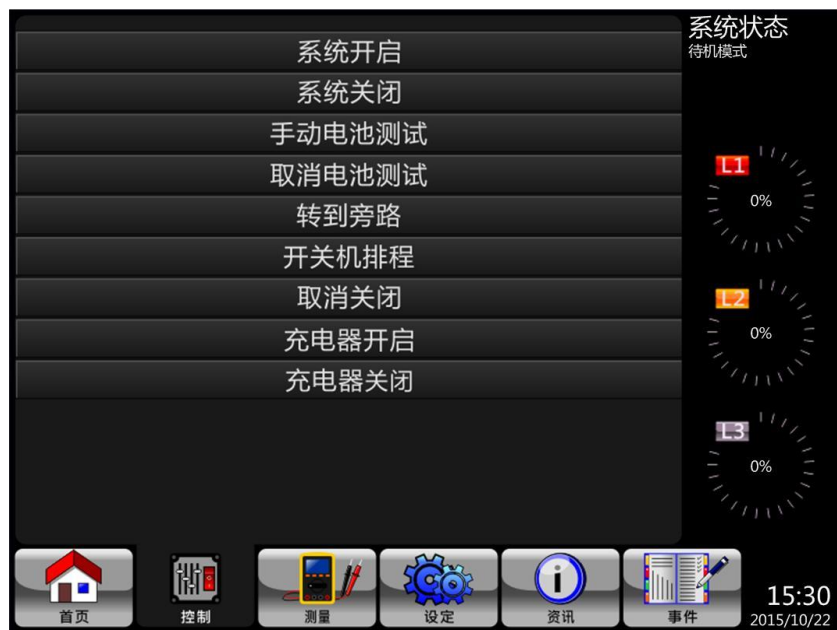 系统开启
系统关闭
手动电池测试
取消电池测试
转到旁路
开关机排程
取消关闭
充电器开启
充电器关闭
系统状态
待机模式
L1
0%
L2
0%
L3
0%
首页
控制
测量
设定
资讯
事件
15:30
2015/10/22